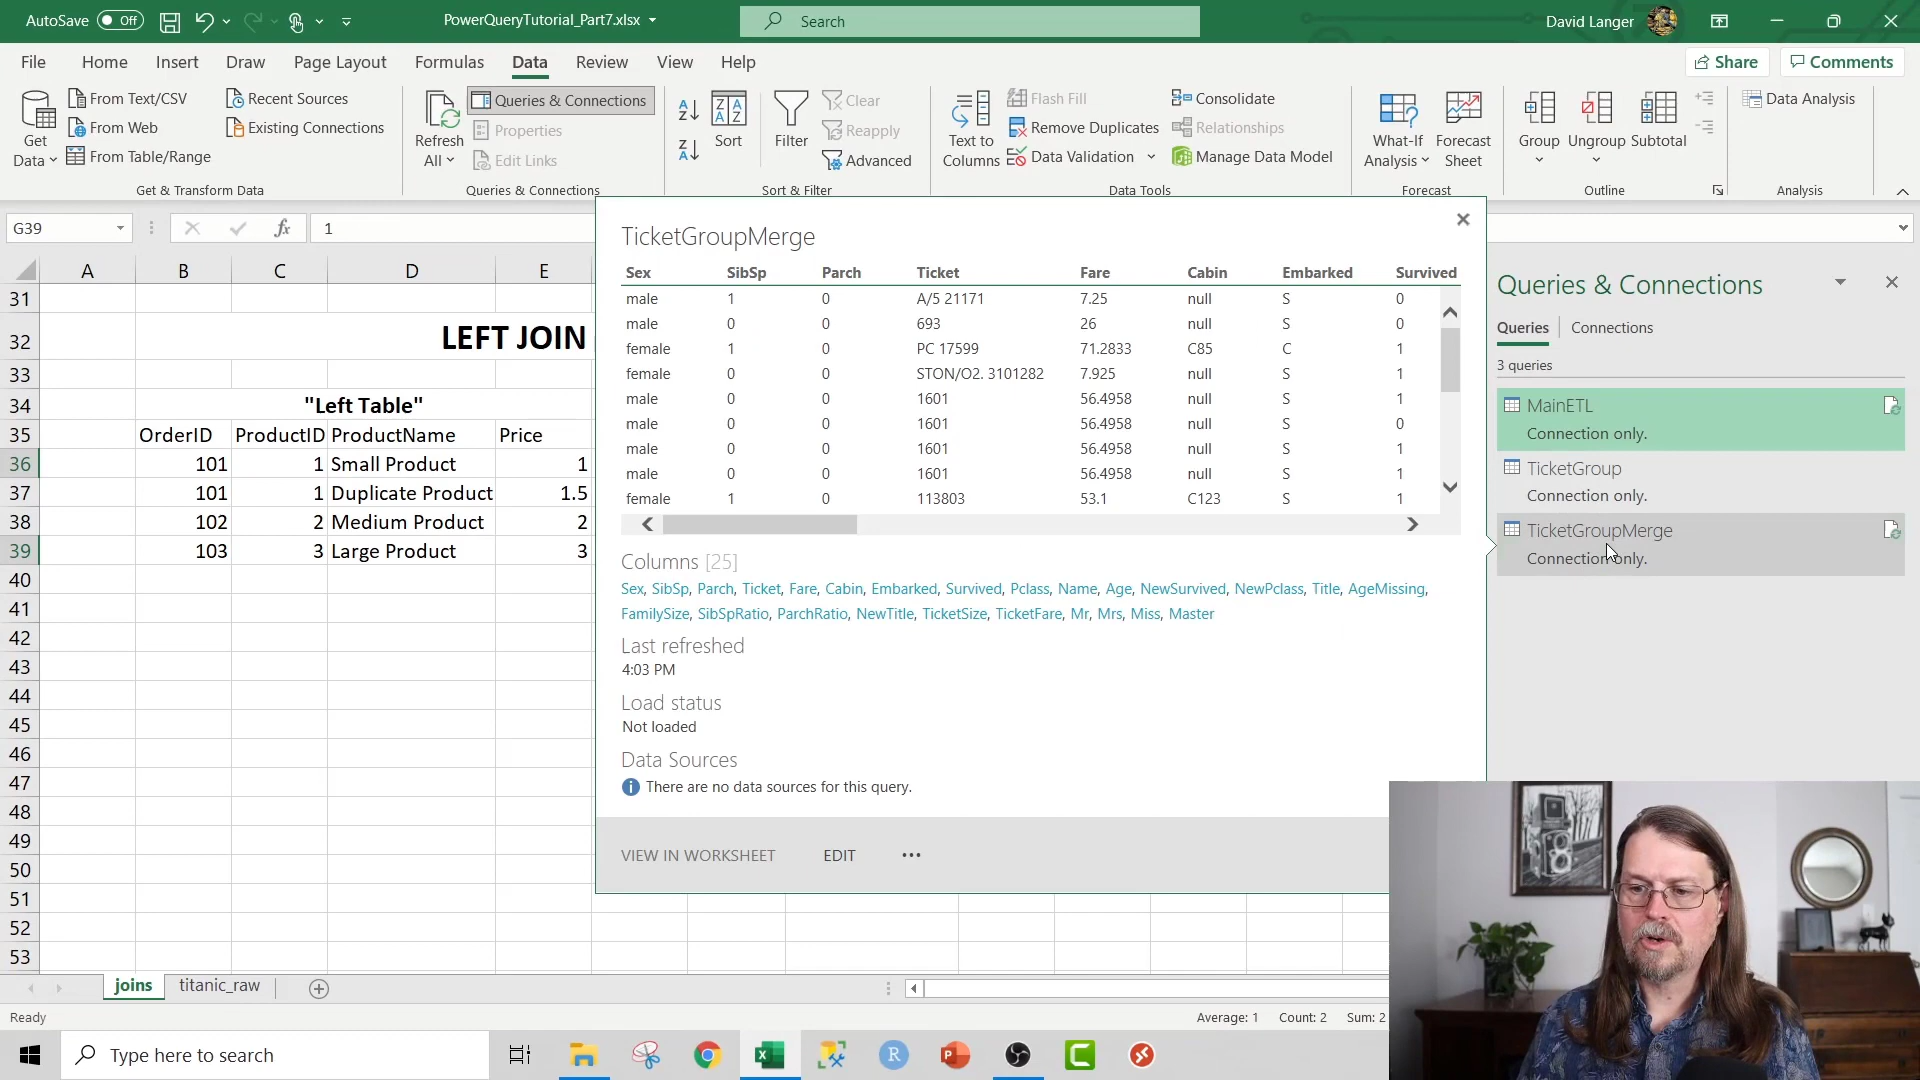 AutoSave Off PowerQueryTutorial_Part7.xlsx Search David Langer
File Home Insert Draw Page Layout Formulas Data Review View Help Share Comments
Get Data
From Text/CSV
From Web
From Table/Range
Recent Sources
Existing Connections
Get & Transform Data
Refresh All
Queries & Connections
Properties
Edit Links
Queries & Connections
Sort
Filter
Clear
Reapply
Advanced
Sort & Filter
Text to Columns
Flash Fill
Remove Duplicates
Data Validation
Consolidate
Relationships
Manage Data Model
Data Tools
What-If Analysis
Forecast Sheet
Forecast
Group
Ungroup
Subtotal
Outline
Data Analysis
Analysis
G39 fx 1
A B C D E
31
32 LEFT JOIN
33
34 "Left Table"
35 OrderID ProductID ProductName Price
36 101 1 Small Product 1
37 101 1 Duplicate Product 1.5
38 102 2 Medium Product 2
39 103 3 Large Product 3
40
41
42
43
44
45
46
47
48
49
50
51
52
53
TicketGroupMerge
Sex SibSp Parch Ticket Fare Cabin Embarked Survived
male 1 0 A/5 21171 7.25 null S 0
male 0 0 693 26 null S 0
female 1 0 PC 17599 71.2833 C85 C 1
female 0 0 STON/O2. 3101282 7.925 null S 1
male 0 0 1601 56.4958 null S 1
male 0 0 1601 56.4958 null S 0
male 0 0 1601 56.4958 null S 1
male 0 0 1601 56.4958 null S 1
female 1 0 113803 53.1 C123 S 1
Columns [25]
Sex, SibSp, Parch, Ticket, Fare, Cabin, Embarked, Survived, Pclass, Name, Age, NewSurvived, NewPclass, Title, AgeMissing,
FamilySize, SibSpRatio, ParchRatio, NewTitle, TicketSize, TicketFare, Mr, Mrs, Miss, Master
Last refreshed
4:03 PM
Load status
Not loaded
Data Sources
There are no data sources for this query.
VIEW IN WORKSHEET EDIT ...
Queries & Connections
Queries Connections
3 queries
MainETL
Connection only.
TicketGroup
Connection only.
TicketGroupMerge
Connection only.
joins titanic_raw
Ready Average: 1 Count: 2 Sum: 2
Type here to search